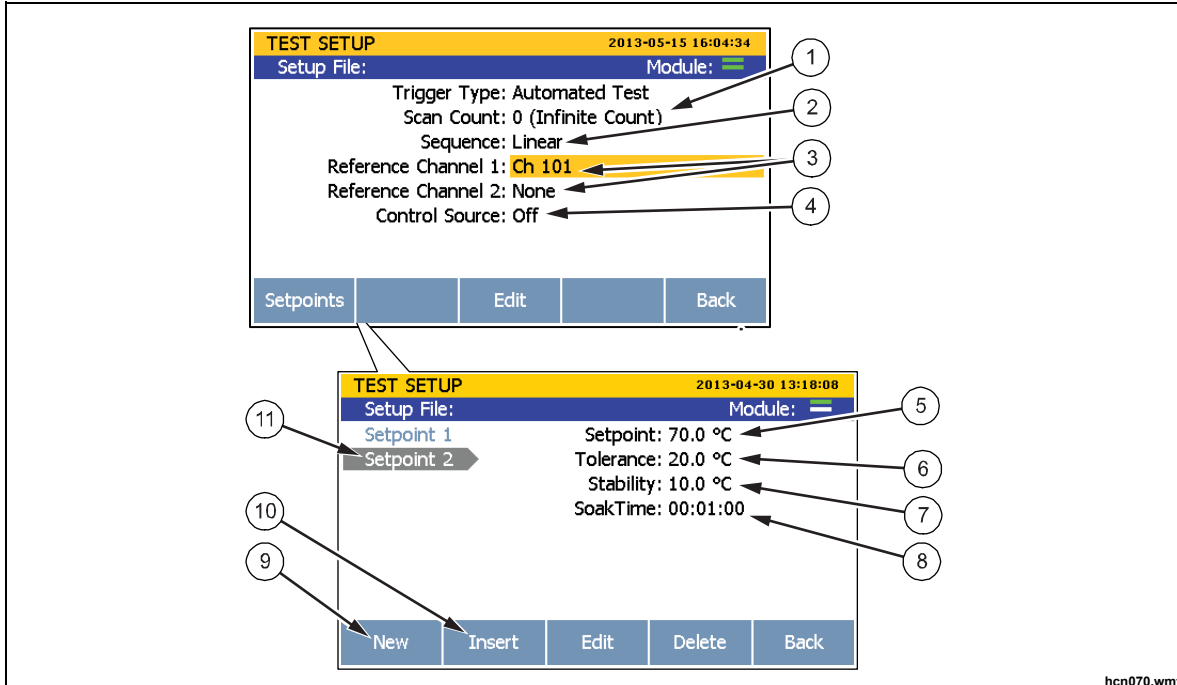 TEST SETUP 2013-05-15 16:04:34
Setup File: Module:
Trigger Type: Automated Test
Scan Count: 0 (Infinite Count)
Sequence: Linear
Reference Channel 1: Ch 101
Reference Channel 2: None
Control Source: Off
Setpoints Edit Back
1
2
3
4
TEST SETUP 2013-04-30 13:18:08
Setup File: Module:
Setpoint 1 Setpoint: 70.0 °C
Setpoint 2 Tolerance: 20.0 °C
Stability: 10.0 °C
SoakTime: 00:01:00
New Insert Edit Delete Back
5
6
7
8
11
10
9